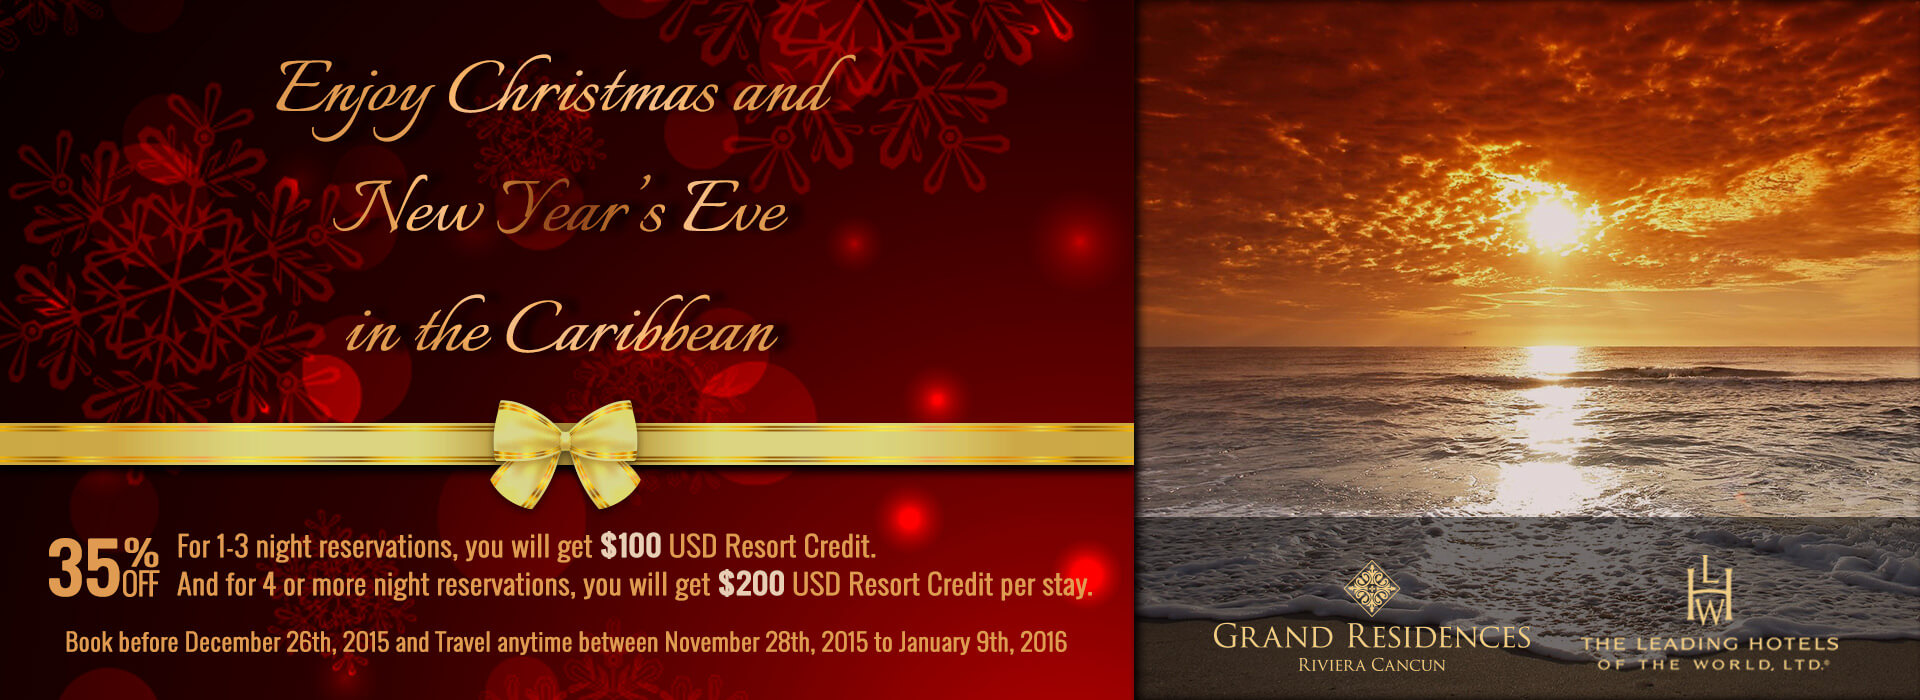 Enjoy Christmas and
New Year's Eve
in the Caribbean
35% OFF
For 1-3 night reservations, you will get $100 USD Resort Credit.
And for 4 or more night reservations, you will get $200 USD Resort Credit per stay.
Book before December 26th, 2015 and Travel anytime between November 28th, 2015 to January 9th, 2016
GRAND RESIDENCES
RIVIERA CANCUN
LHW
THE LEADING HOTELS
OF THE WORLD, LTD.®